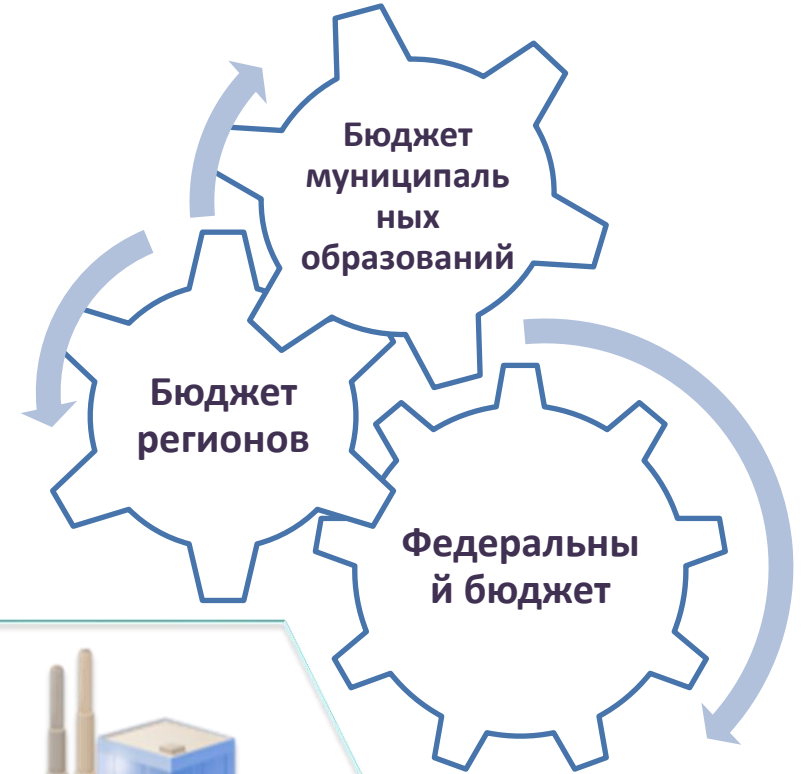 Бюджет
муниципаль
ных
образований
Бюджет
регионов
Федеральны
й бюджет